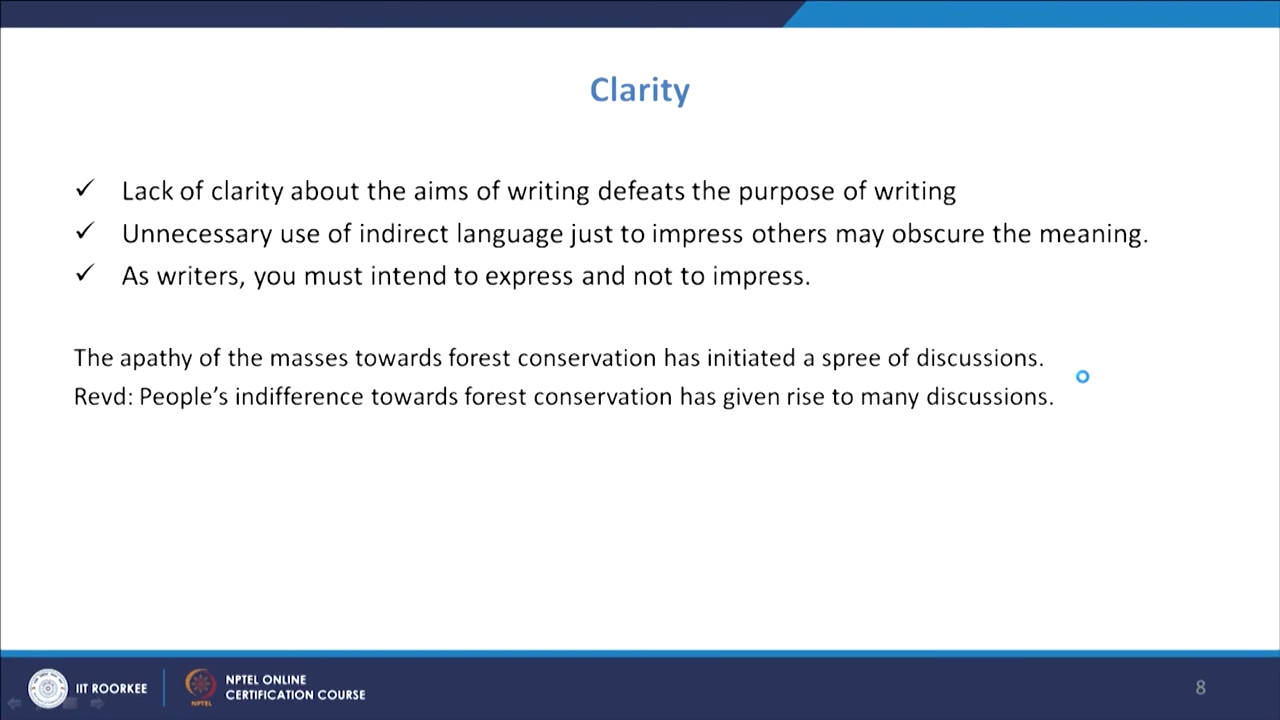 Clarity
✓ Lack of clarity about the aims of writing defeats the purpose of writing
✓ Unnecessary use of indirect language just to impress others may obscure the meaning.
✓ As writers, you must intend to express and not to impress.
The apathy of the masses towards forest conservation has initiated a spree of discussions.
Revd: People’s indifference towards forest conservation has given rise to many discussions.
IIT ROORKEE
NPTEL
NPTEL ONLINE
CERTIFICATION COURSE
8